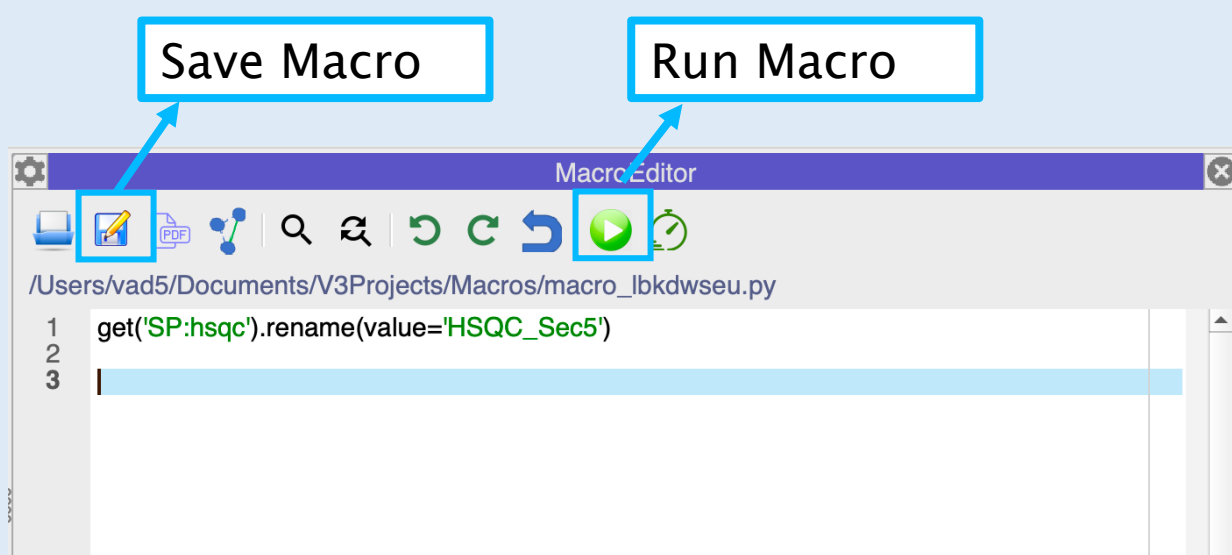 Save Macro
Run Macro
MacroEditor
PDF
/Users/vad5/Documents/V3Projects/Macros/macro_lbkdwseu.py
1 get('SP:hsqc').rename(value='HSQC_Sec5')
2
3